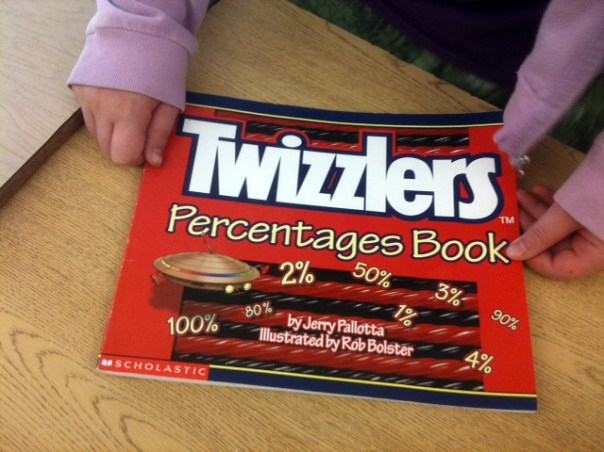 Twizzlers TM
Percentages Book
2% 50% 3%
100% 80% 1% 90%
by Jerry Pallotta
Illustrated by Rob Bolster
4%
SCHOLASTIC